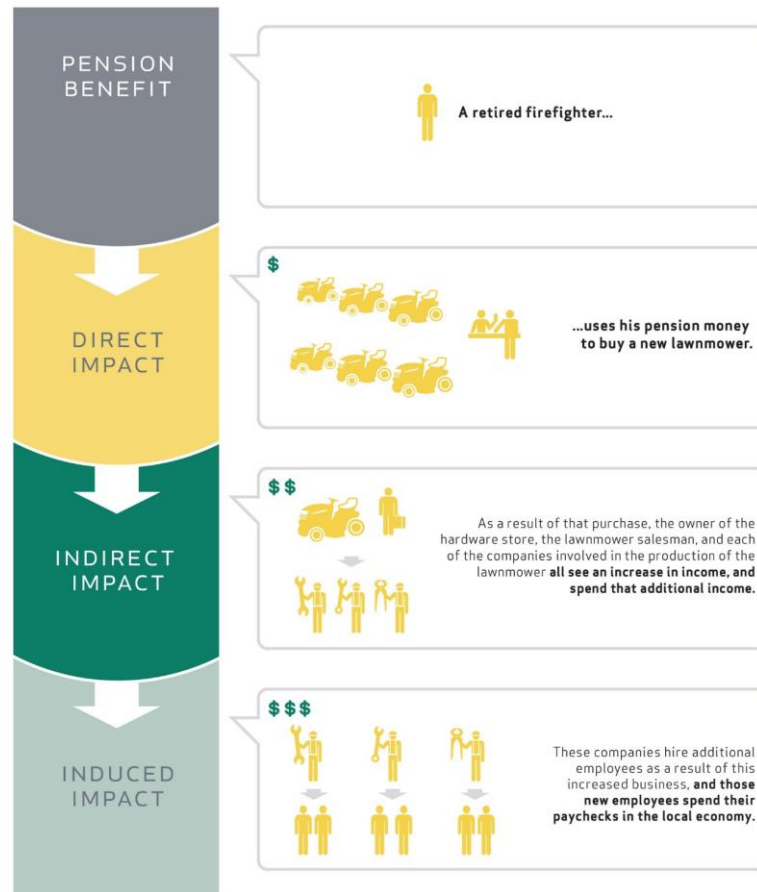 PENSION
BENEFIT
A retired firefighter...
DIRECT
IMPACT
$
...uses his pension money
to buy a new lawnmower.
INDIRECT
IMPACT
$$
As a result of that purchase, the owner of the
hardware store, the lawnmower salesman, and each
of the companies involved in the production of the
lawnmower all see an increase in income, and
spend that additional income.
INDUCED
IMPACT
$$$
These companies hire additional
employees as a result of this
increased business, and those
new employees spend their
paychecks in the local economy.